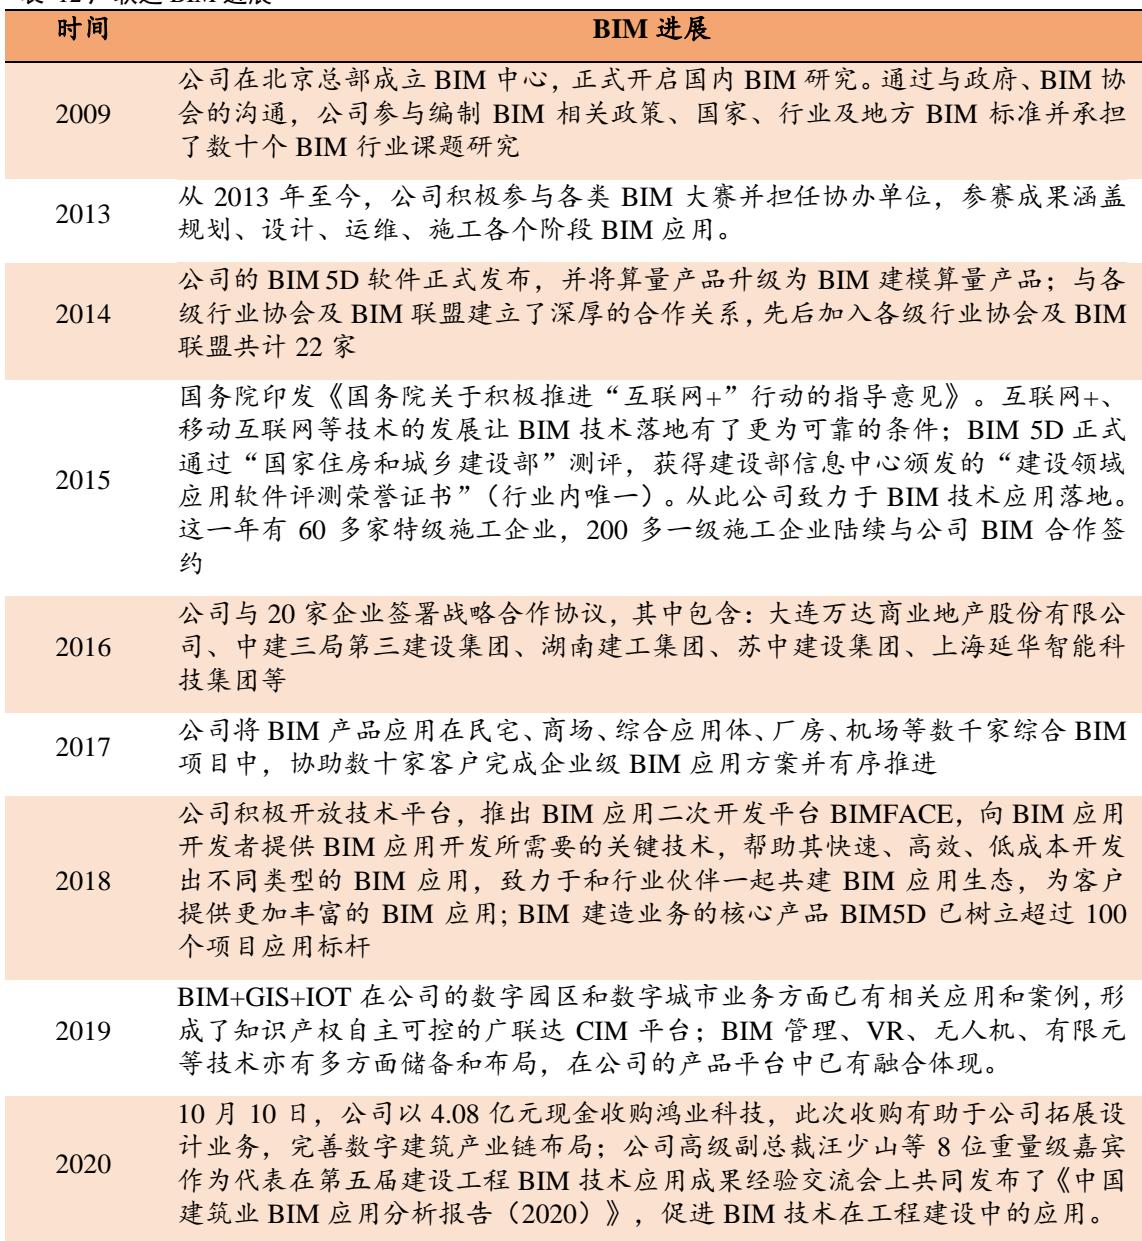 时间 BIM 进展
2009
公司在北京总部成立 BIM 中心，正式开启国内 BIM 研究。通过与政府、BIM 协
会的沟通，公司参与编制 BIM 相关政策、国家、行业及地方 BIM 标准并承担
了数十个 BIM 行业课题研究
2013
从 2013 年至今，公司积极参与各类 BIM 大赛并担任协办单位，参赛成果涵盖
规划、设计、运维、施工各个阶段 BIM 应用。
2014
公司的 BIM 5D 软件正式发布，并将算量产品升级为 BIM 建模算量产品；与各
级行业协会及 BIM 联盟建立了深厚的合作关系，先后加入各级行业协会及 BIM
联盟共计 22 家
2015
国务院印发《国务院关于积极推进“互联网+”行动的指导意见》。互联网+、
移动互联网等技术的发展让 BIM 技术落地有了更为可靠的条件；BIM 5D 正式
通过“国家住房和城乡建设部”测评，获得建设部信息中心颁发的“建设领域
应用软件评测荣誉证书”（行业内唯一）。从此公司致力于 BIM 技术应用落地。
这一年有 60 多家特级施工企业，200 多一级施工企业陆续与公司 BIM 合作签
约
2016
公司与 20 家企业签署战略合作协议，其中包含：大连万达商业地产股份有限公
司、中建三局第三建设集团、湖南建工集团、苏中建设集团、上海延华智能科
技集团等
2017
公司将 BIM 产品应用在民宅、商场、综合应用体、厂房、机场等数千家综合 BIM
项目中，协助数十家客户完成企业级 BIM 应用方案并有序推进
2018
公司积极开放技术平台，推出 BIM 应用二次开发平台 BIMFACE，向 BIM 应用
开发者提供 BIM 应用开发所需要的关键技术，帮助其快速、高效、低成本开发
出不同类型的 BIM 应用，致力于和行业伙伴一起共建 BIM 应用生态，为客户
提供更加丰富的 BIM 应用；BIM 建造业务的核心产品 BIM5D 已树立超过 100
个项目应用标杆
2019
BIM+GIS+IOT 在公司的数字园区和数字城市业务方面已有相关应用和案例，形
成了知识产权自主可控的广联达 CIM 平台；BIM 管理、VR、无人机、有限元
等技术亦有多方面储备和布局，在公司的产品平台中已有融合体现。
2020
10 月 10 日，公司以 4.08 亿元现金收购鸿业科技，此次收购有助于公司拓展设
计业务，完善数字建筑产业链布局；公司高级副总裁汪少山等 8 位重量级嘉宾
作为代表在第五届建设工程 BIM 技术应用成果经验交流会上共同发布了《中国
建筑业 BIM 应用分析报告（2020）》，促进 BIM 技术在工程建设中的应用。